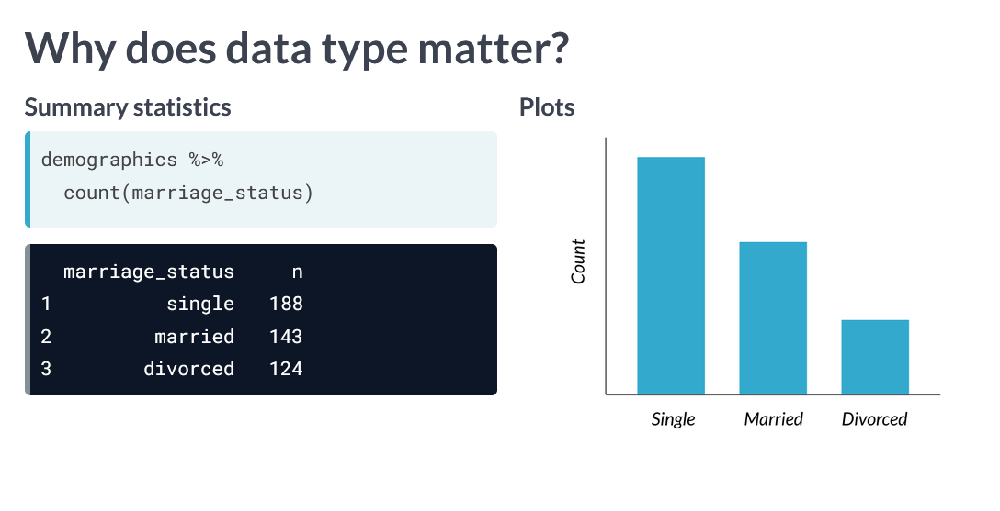 Why does data type matter?
Summary statistics
demographics %>%
  count(marriage_status)
  marriage_status     n
1          single   188
2         married   143
3        divorced   124
Plots
Count
Single Married Divorced